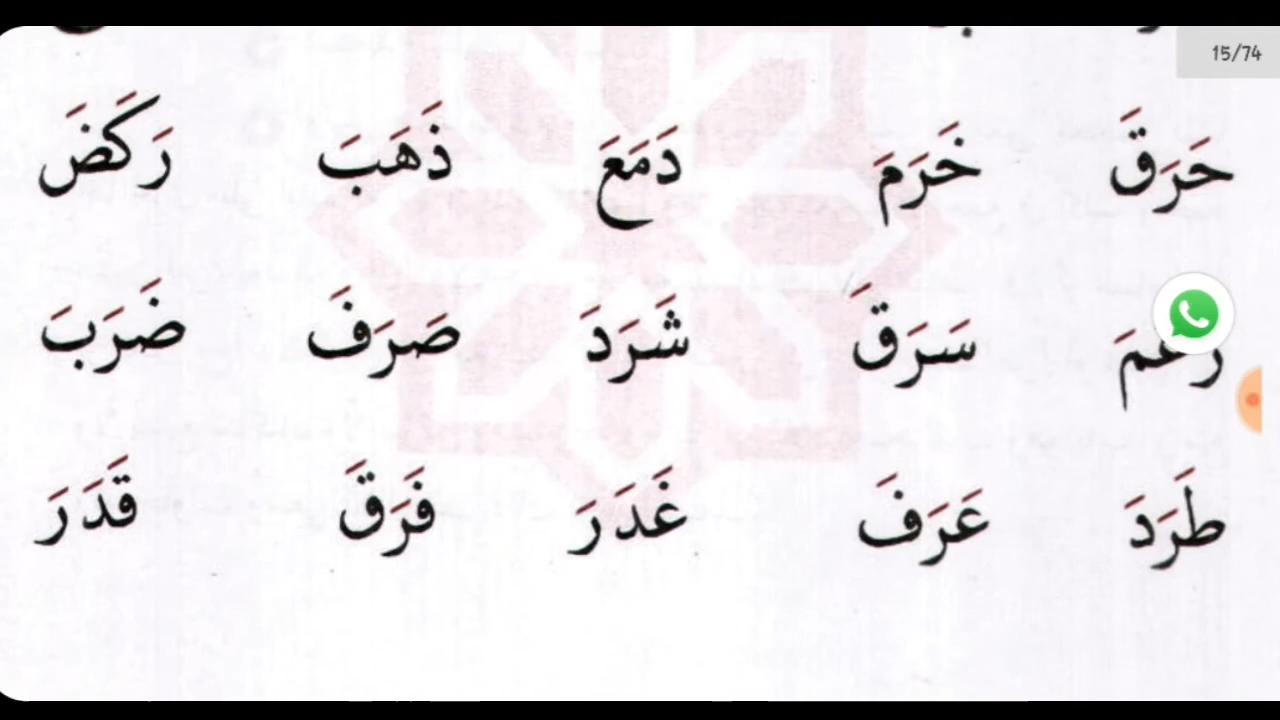 15/74
حَرَقَ خَرَمَ دَمَعَ ذَهَبَ رَكَضَ
سَرَقَ شَرَدَ صَرَفَ ضَرَبَ
طَرَدَ عَرَفَ غَدَرَ فَرَقَ قَدَرَ